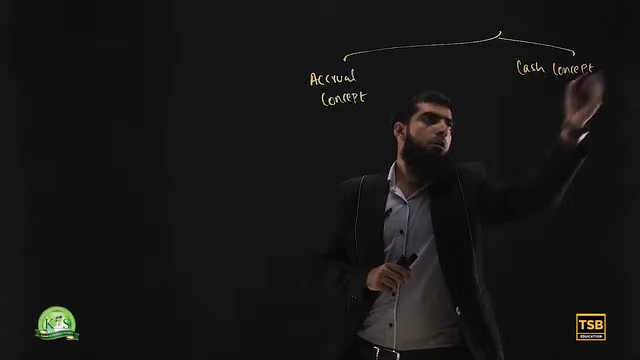 Accrual
Concept
Cash Concept
K S
TSB
EDUCATION